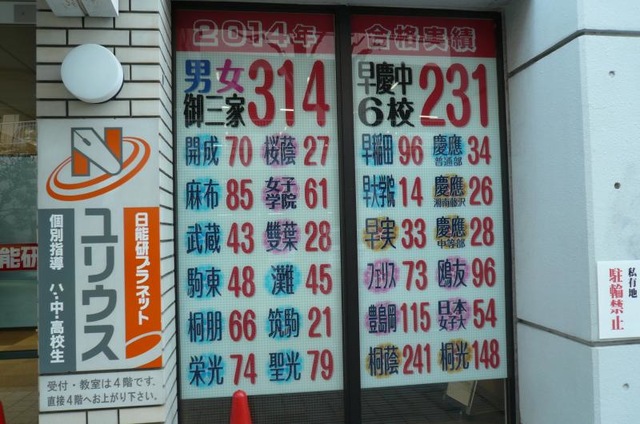 N
日能研プラネット
ユリウス
個別指導 小・中・高校生
受付・教室は4階です.
直接4階へお上がり下さい.
2014年 合格実績
男女御三家 314
開成 70 桜蔭 27
麻布 85 女子学院 61
武蔵 43 雙葉 28
駒東 48 灘 45
桐朋 66 筑駒 21
栄光 74 聖光 79
早慶中6校 231
早稲田 96 慶應普通部 34
早大学院 14 慶應湘南藤沢 26
早実 33 慶應中等部 28
フェリス 73 鴎友 96
豊島岡 115 日本女子大 54
桐蔭 241 桐光 148
能研
私有地
駐輪禁止